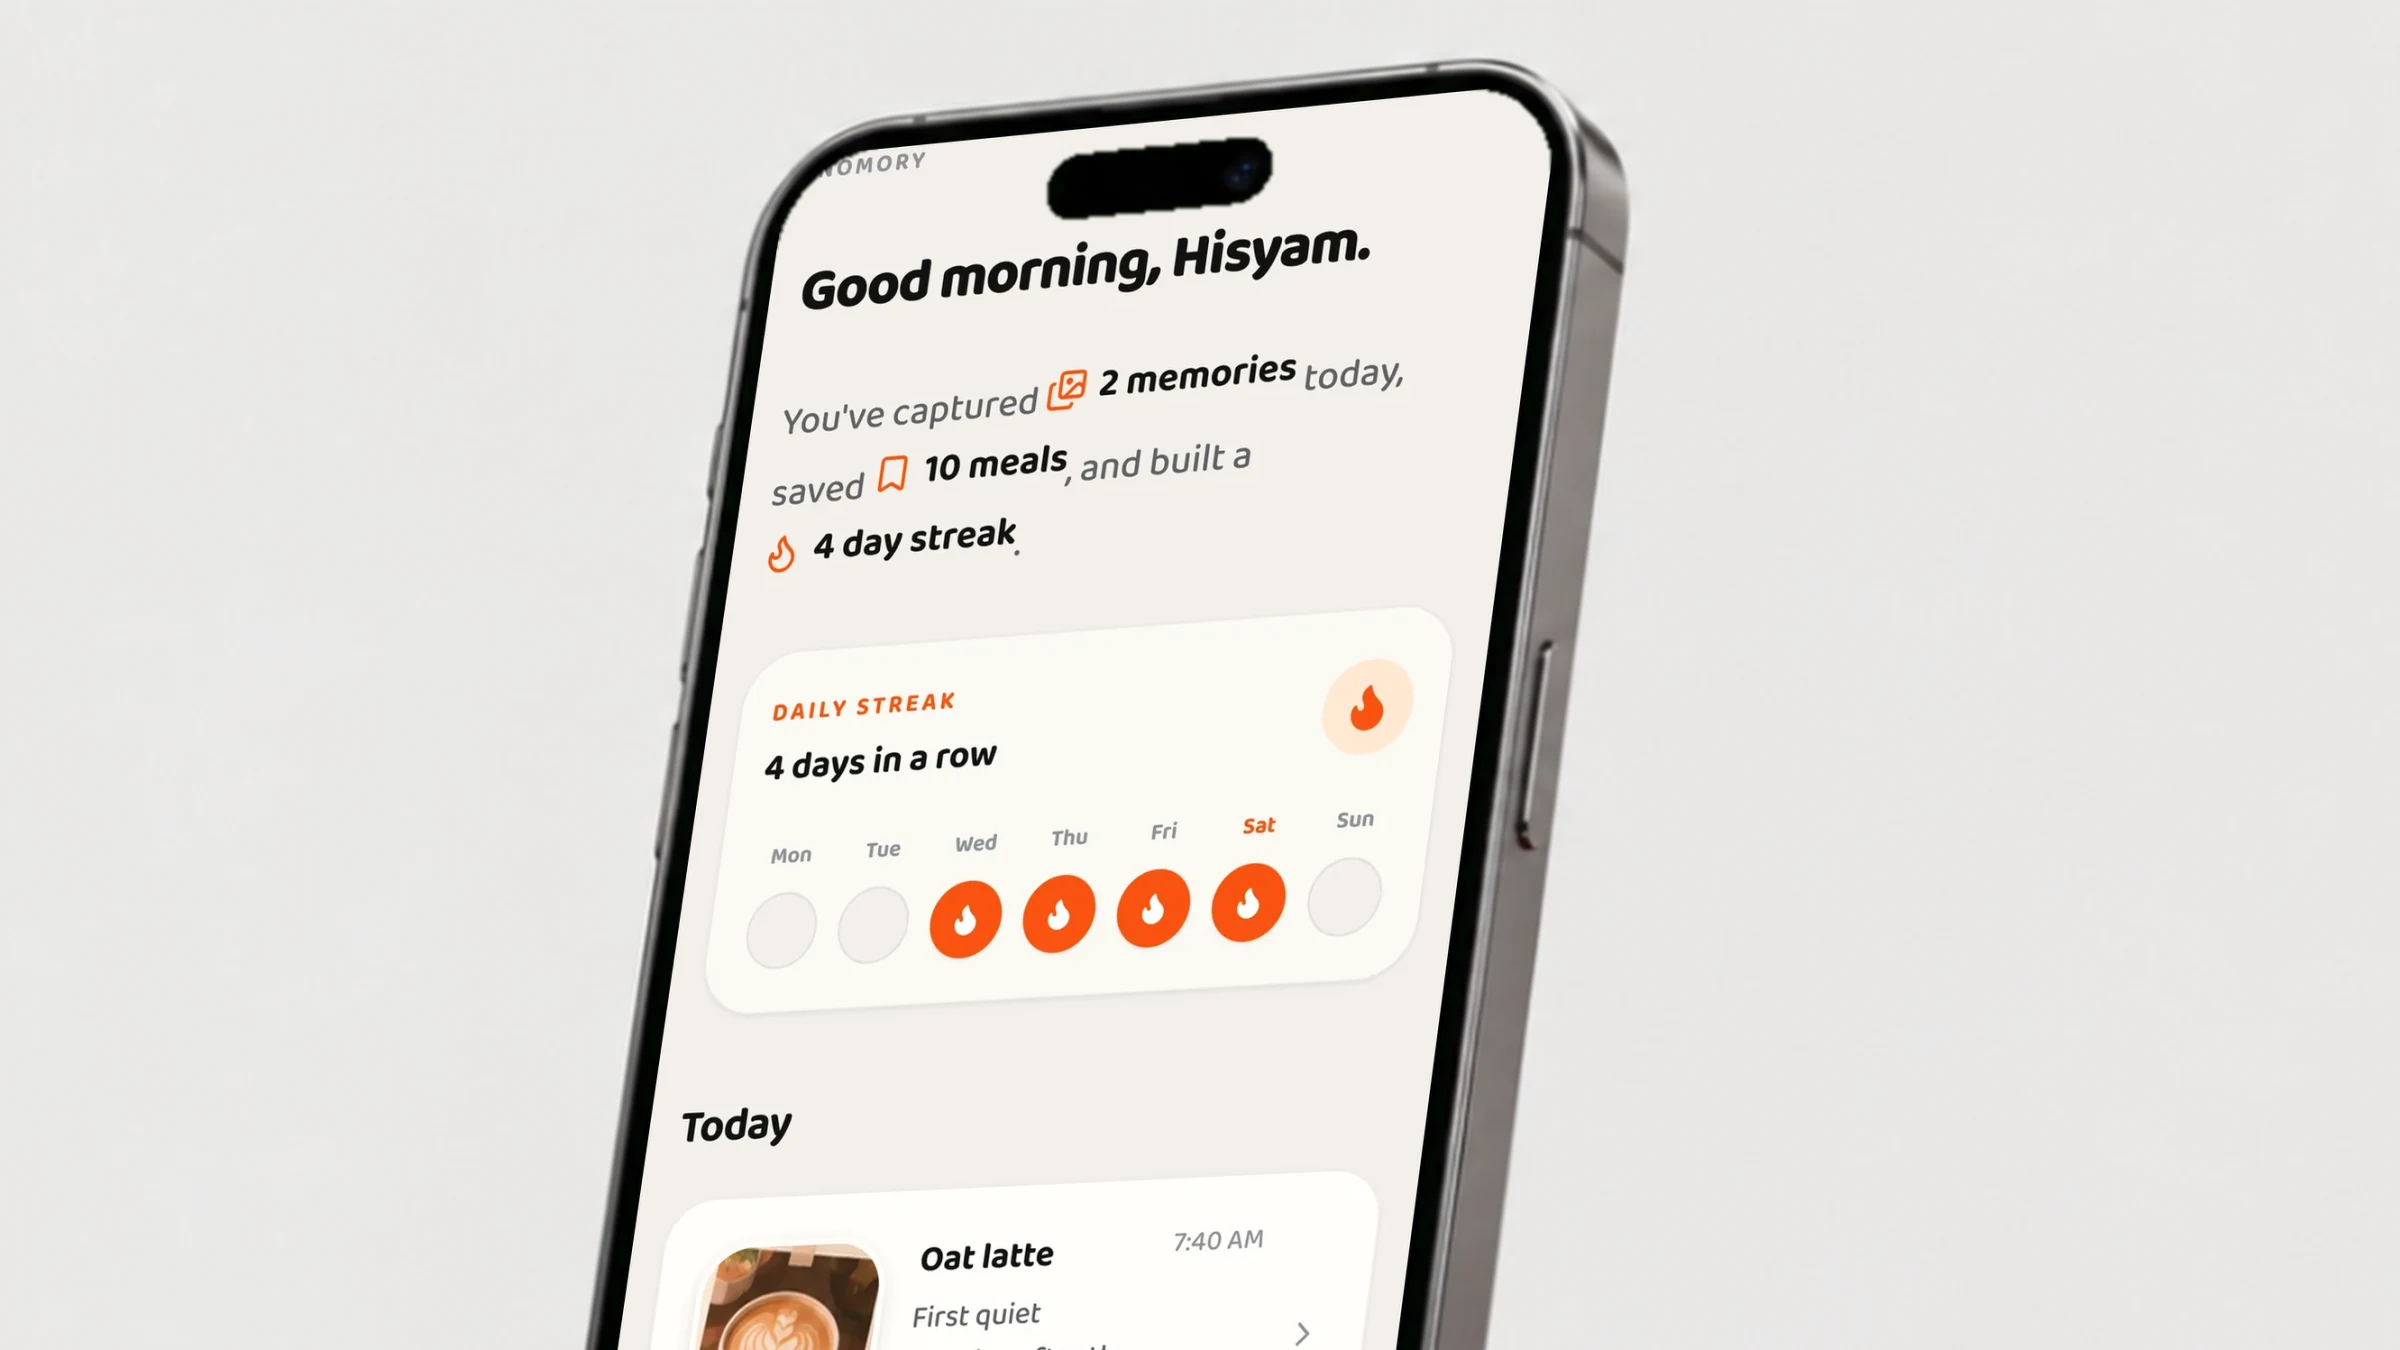 NOMORY
Good morning, Hisyam.
You've captured 2 memories today,
saved 10 meals, and built a
4 day streak.
DAILY STREAK
4 days in a row
Mon Tue Wed Thu Fri Sat Sun
Today
Oat latte 7:40 AM
First quiet